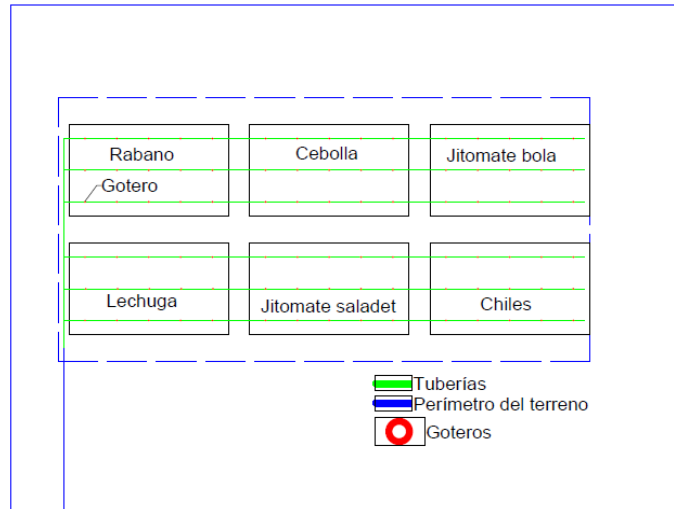 Rabano
Cebolla
Jitomate bola
Gotero
Lechuga
Jitomate saladet
Chiles
Tuberías
Perímetro del terreno
Goteros